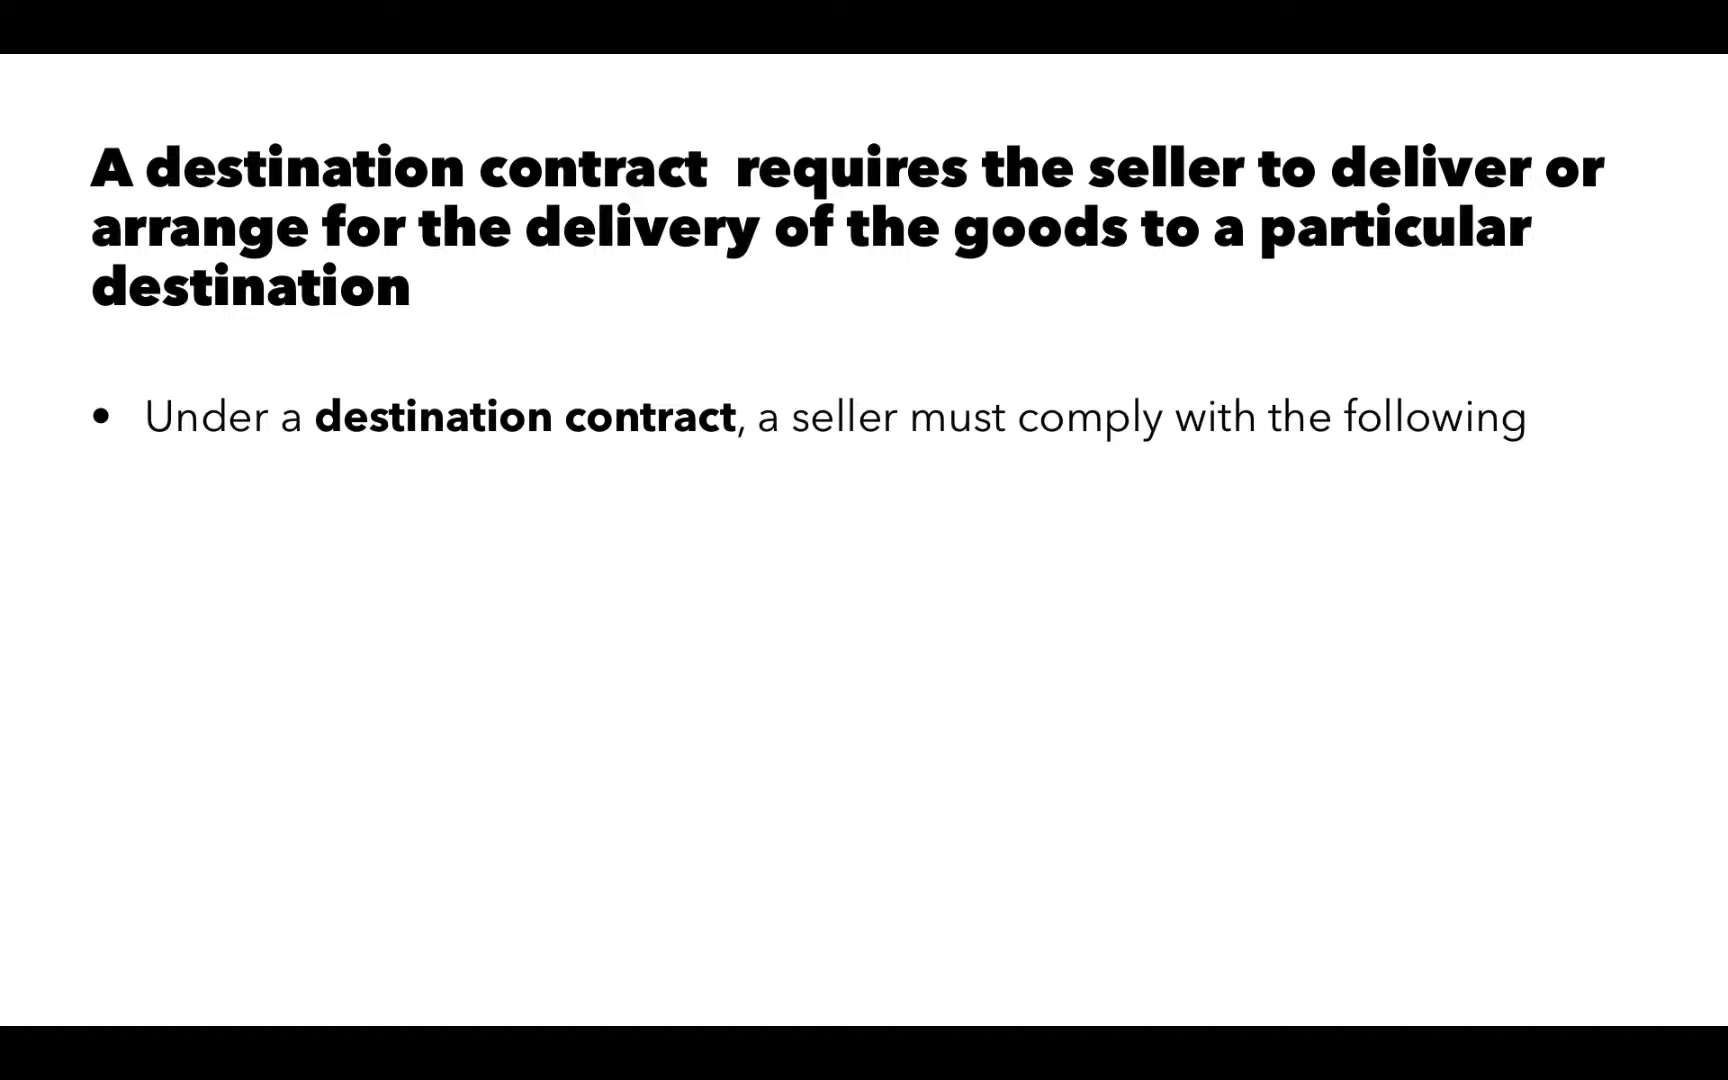 A destination contract  requires the seller to deliver or
arrange for the delivery of the goods to a particular
destination
• Under a destination contract, a seller must comply with the following